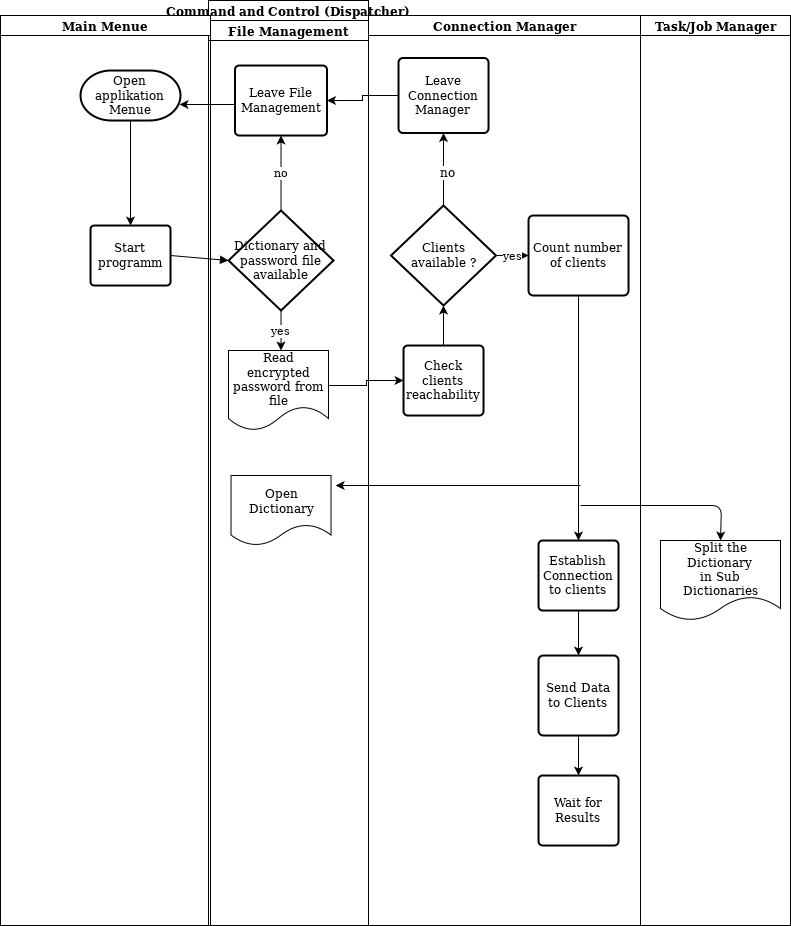 Command and Control (Dispatcher)
Main Menue
File Management
Connection Manager
Task/Job Manager
Open
applikation
Menue
Leave File
Management
Leave
Connection
Manager
no
no
Start
programm
Dictionary and
password file
available
Clients
available ?
yes
Count number
of clients
yes
Read
encrypted
password from
file
Check
clients
reachability
Open
Dictionary
Establish
Connection
to clients
Split the
Dictionary
in Sub
Dictionaries
Send Data
to Clients
Wait for
Results